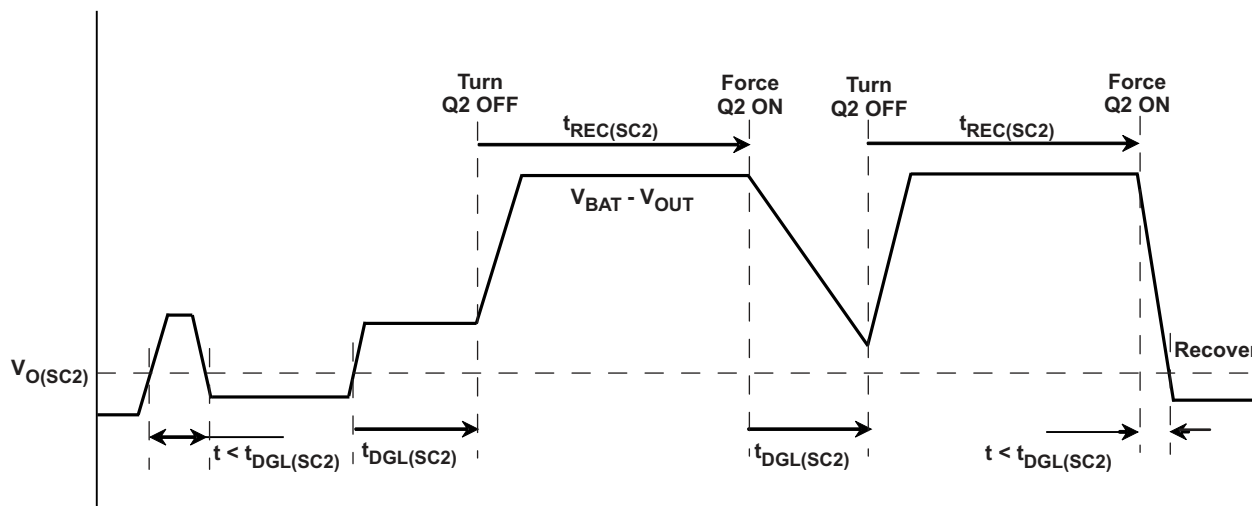 Turn
Q2 OFF
Force
Q2 ON
Turn
Q2 OFF
Force
Q2 ON
tREC(SC2)
tREC(SC2)
VBAT - VOUT
VO(SC2)
Recover
t < tDGL(SC2)
tDGL(SC2)
tDGL(SC2)
t < tDGL(SC2)